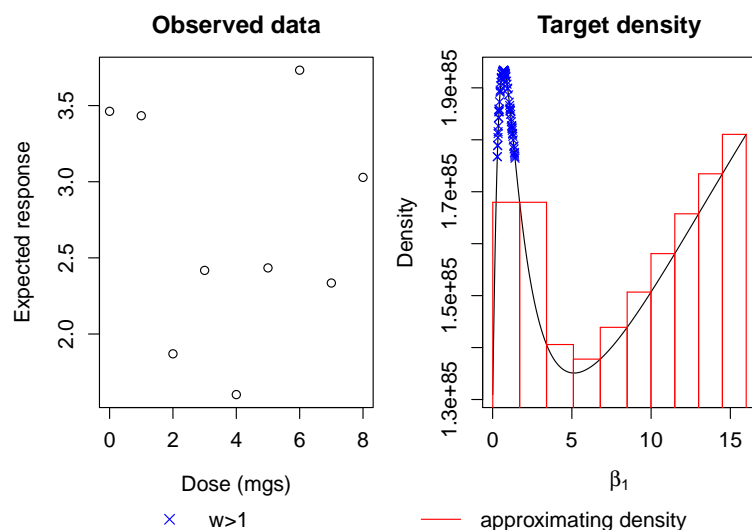 Observed data
Expected response
3.5
3.0
2.5
2.0
0 2 4 6 8
Dose (mgs)
Target density
Density
1.9e+85
1.7e+85
1.5e+85
1.3e+85
0 5 10 15
β1
w>1
approximating density